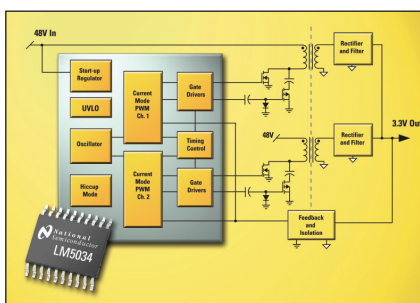 48V In
Start-up
Regulator
UVLO
Oscillator
Hiccup
Mode
Current
Mode
PWM
Ch. 1
Current
Mode
PWM
Ch. 2
Gate
Drivers
Timing
Control
Gate
Drivers
48V
Rectifier
and Filter
3.3V Out
Rectifier
and Filter
Feedback
and
Isolation
National
Semiconductor
LM5034